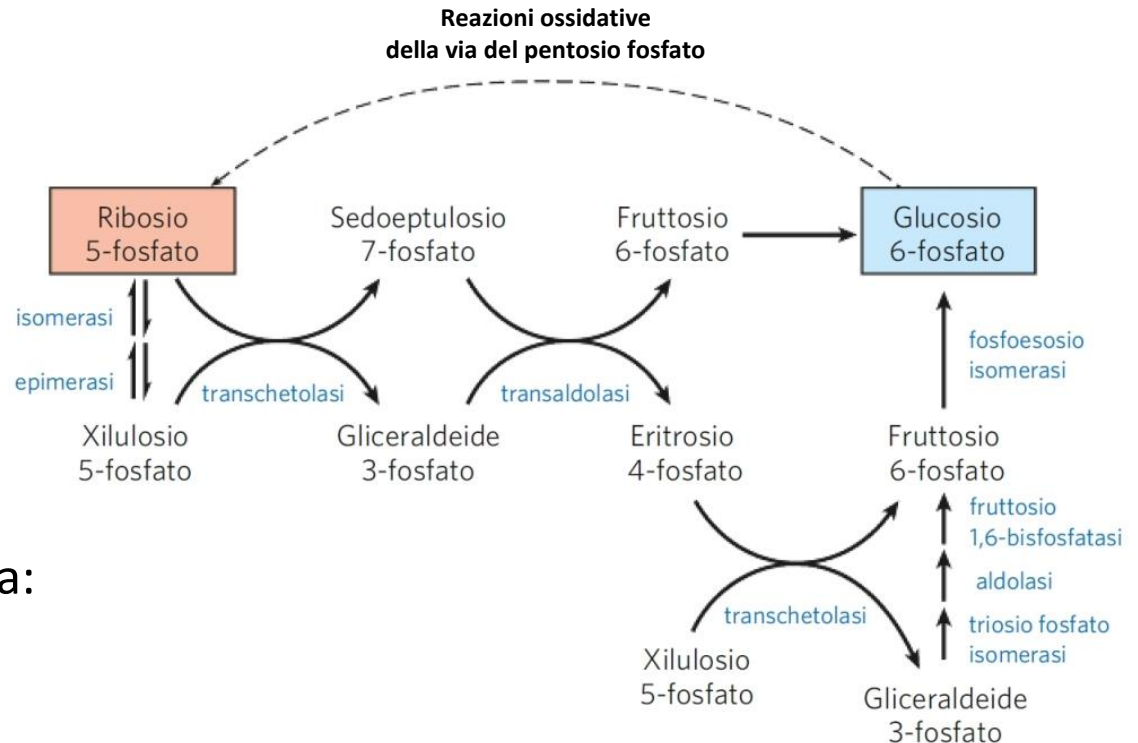 Reazioni ossidative
della via del pentosio fosfato
Ribosio
5-fosfato
Sedoeptulosio
7-fosfato
Fruttosio
6-fosfato
Glucosio
6-fosfato
isomerasi
epimerasi
transchetolasi
transaldolasi
fosfoesosio
isomerasi
Xilulosio
5-fosfato
Gliceraldeide
3-fosfato
Eritrosio
4-fosfato
Fruttosio
6-fosfato
fruttosio
1,6-bisfosfatasi
aldolasi
triosio fosfato
isomerasi
transchetolasi
Xilulosio
5-fosfato
Gliceraldeide
3-fosfato
a: